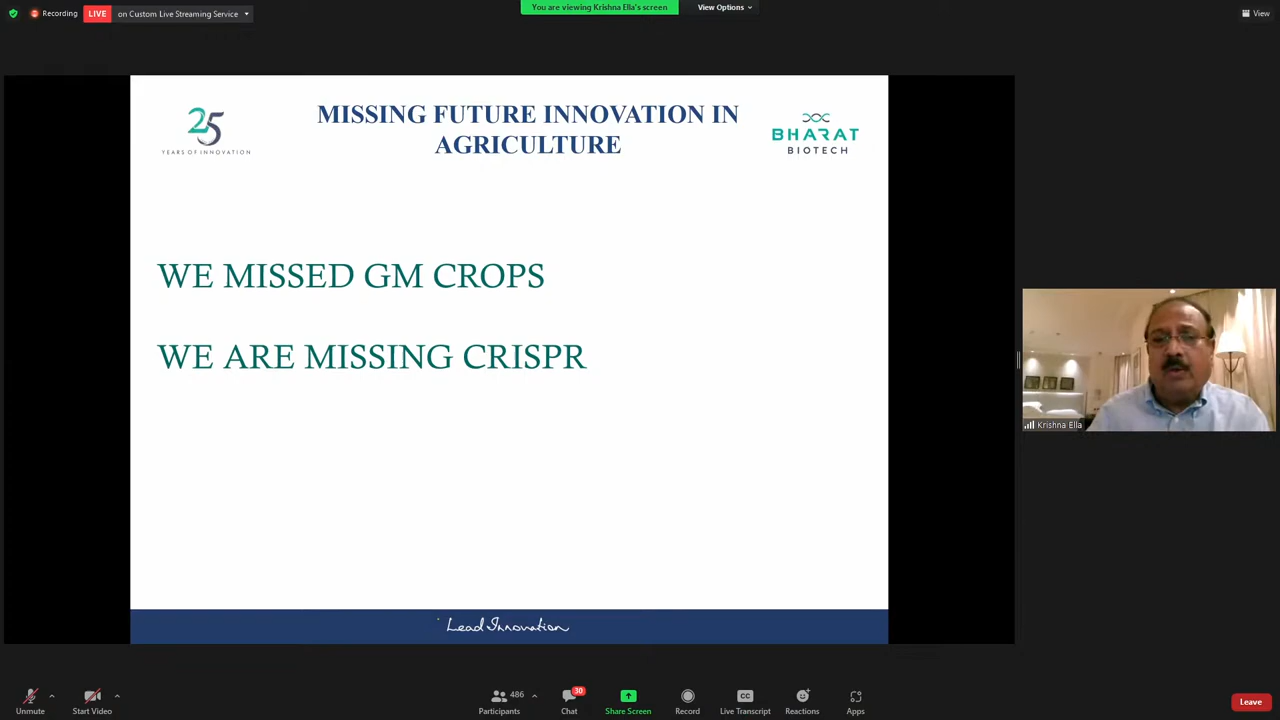 Recording
LIVE
on Custom Live Streaming Service
You are viewing Krishna Ella's screen
View Options
View
25
YEARS OF INNOVATION
MISSING FUTURE INNOVATION IN
AGRICULTURE
BHARAT
BIOTECH
WE MISSED GM CROPS
WE ARE MISSING CRISPR
Krishna Ella
Lead Innovation
Unmute
Start Video
486
Participants
30
Chat
Share Screen
Record
CC
Live Transcript
Reactions
Apps
Leave